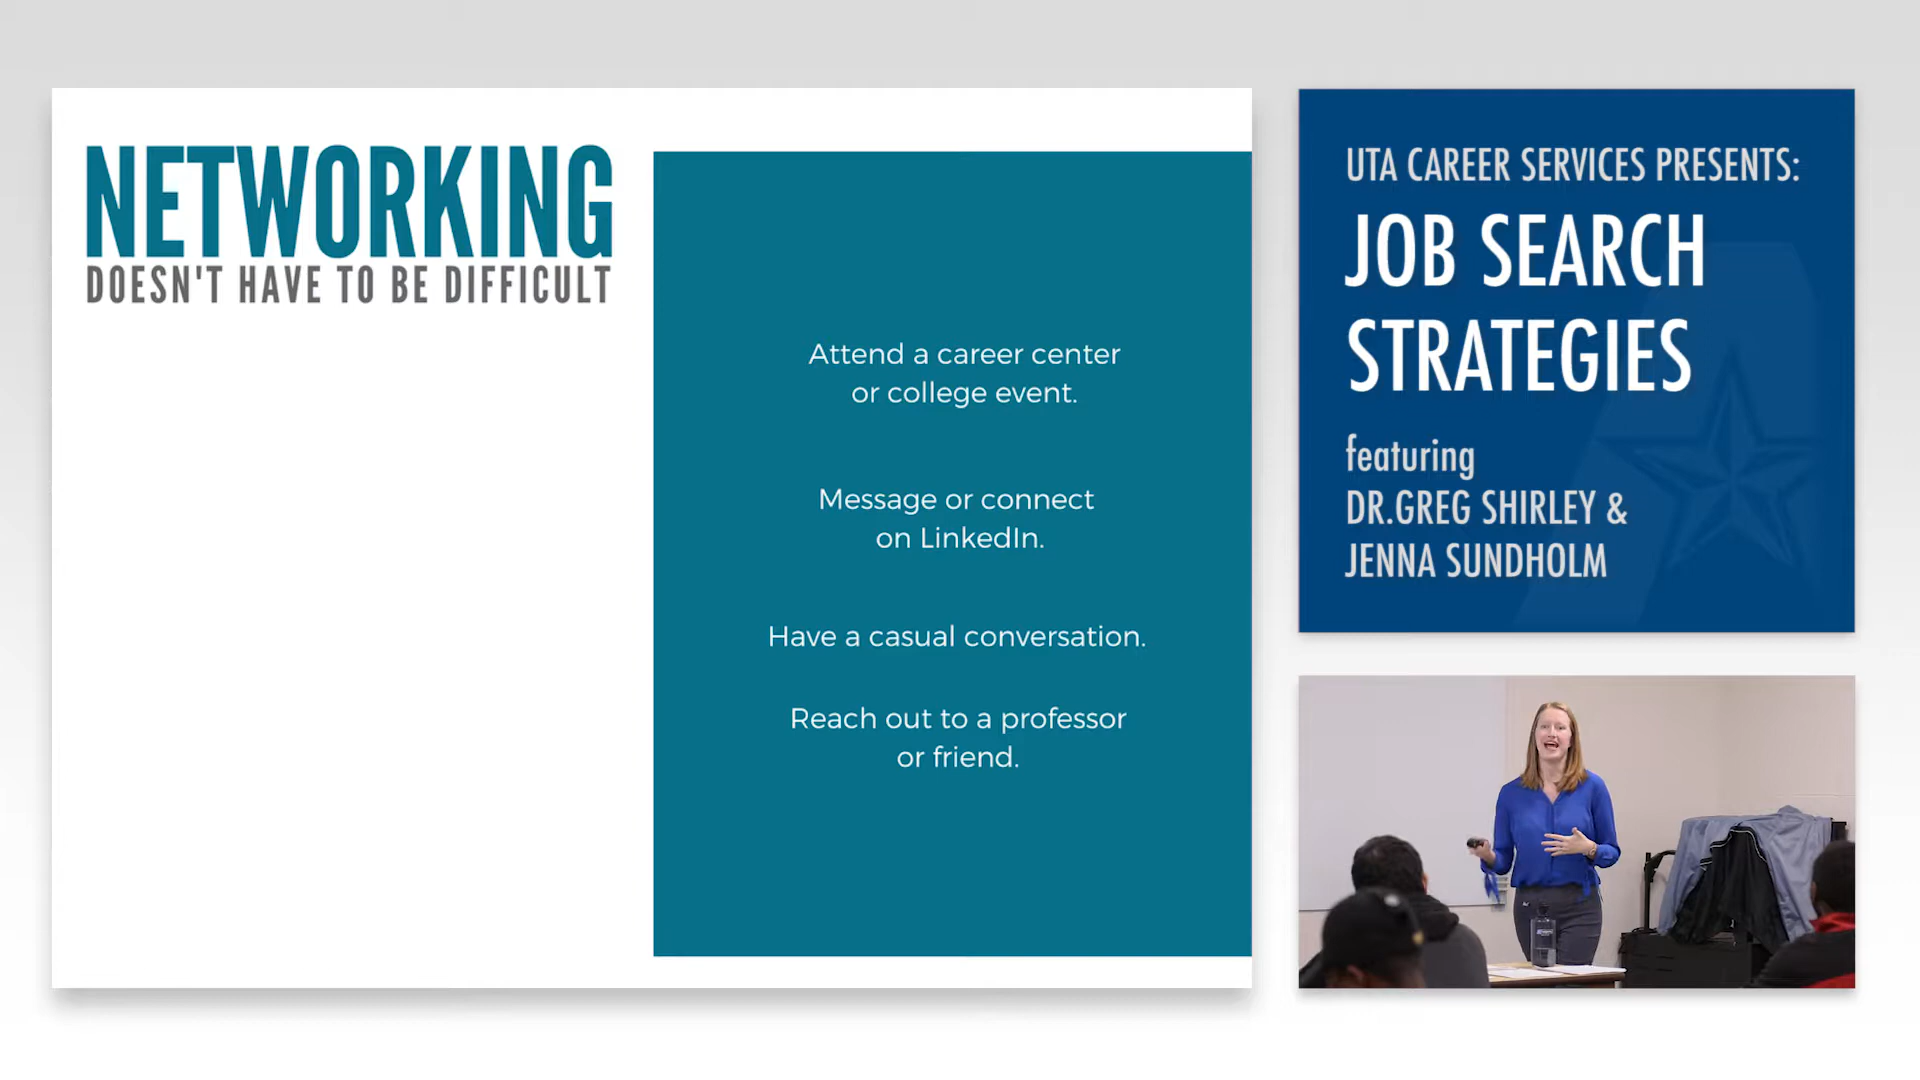 NETWORKING
DOESN'T HAVE TO BE DIFFICULT
Attend a career center
or college event.
Message or connect
on LinkedIn.
Have a casual conversation.
Reach out to a professor
or friend.
UTA CAREER SERVICES PRESENTS:
JOB SEARCH
STRATEGIES
featuring
DR.GREG SHIRLEY &
JENNA SUNDHOLM